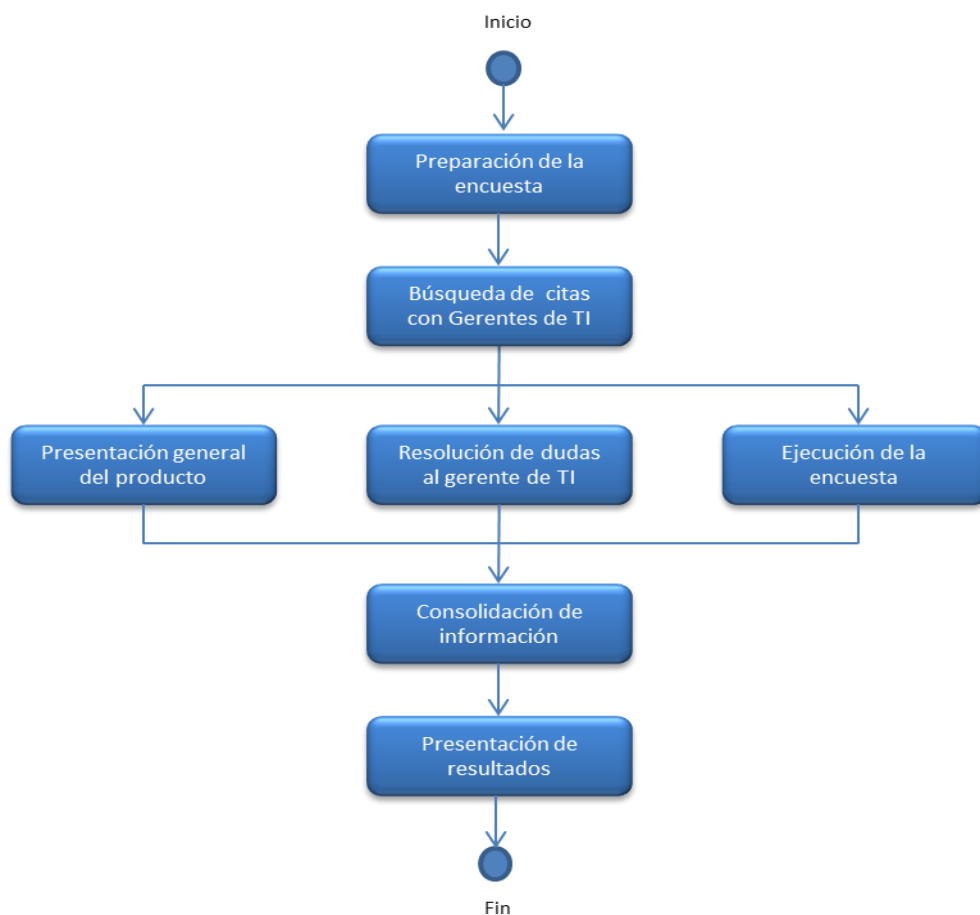 Inicio
Preparación de la
encuesta
Búsqueda de citas
con Gerentes de TI
Presentación general
del producto
Resolución de dudas
al gerente de TI
Ejecución de la
encuesta
Consolidación de
información
Presentación de
resultados
Fin